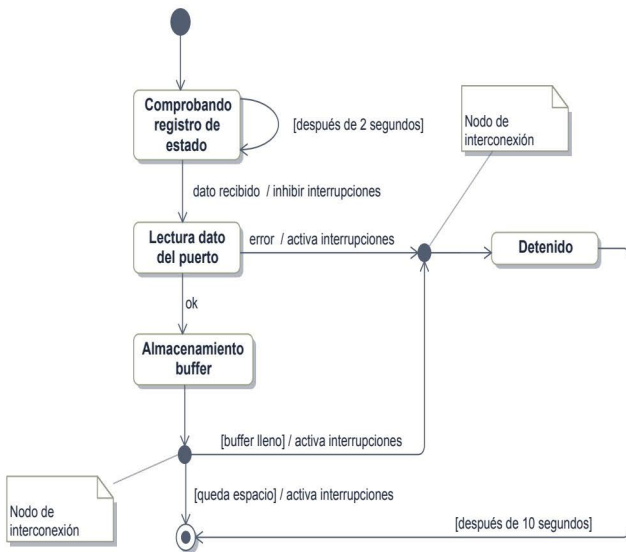 Comprobando
registro de
estado
[después de 2 segundos]
Nodo de
interconexión
dato recibido / inhibir interrupciones
Lectura dato
del puerto
error / activa interrupciones
Detenido
ok
Almacenamiento
buffer
[buffer lleno] / activa interrupciones
[queda espacio] / activa interrupciones
Nodo de
interconexión
[después de 10 segundos]